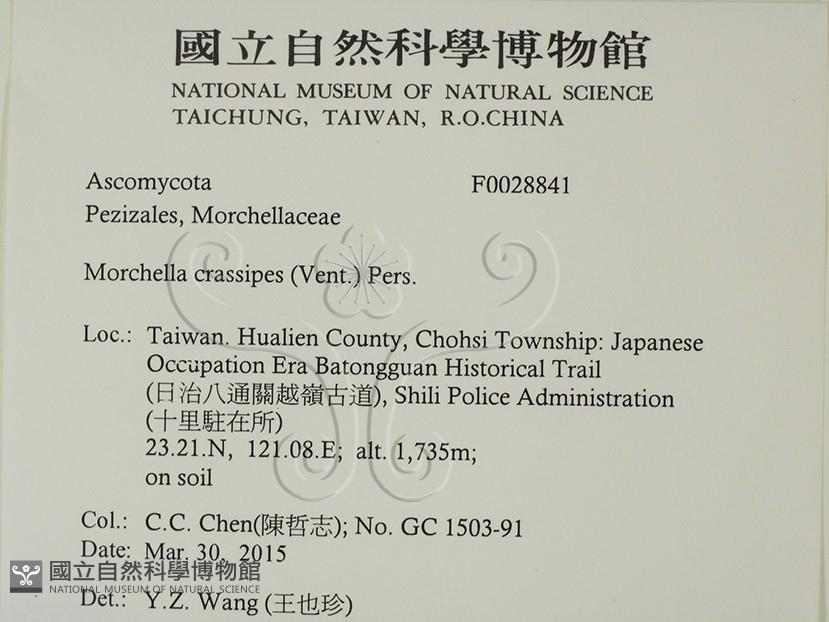 國立自然科學博物館
NATIONAL MUSEUM OF NATURAL SCIENCE
TAICHUNG, TAIWAN, R.O.CHINA
Ascomycota F0028841
Pezizales, Morchellaceae
Morchella crassipes (Vent.) Pers.
Loc.: Taiwan. Hualien County, Chohsi Township: Japanese
Occupation Era Batongguan Historical Trail
(日治八通關越嶺古道), Shili Police Administration
(十里駐在所)
23.21.N, 121.08.E; alt. 1,735m;
on soil
Col.: C.C. Chen(陳哲志); No. GC 1503-91
Date: Mar. 30, 2015
國立自然科學博物館
NATIONAL MUSEUM OF NATURAL SCIENCE
Det.: Y.Z. Wang (王也珍)